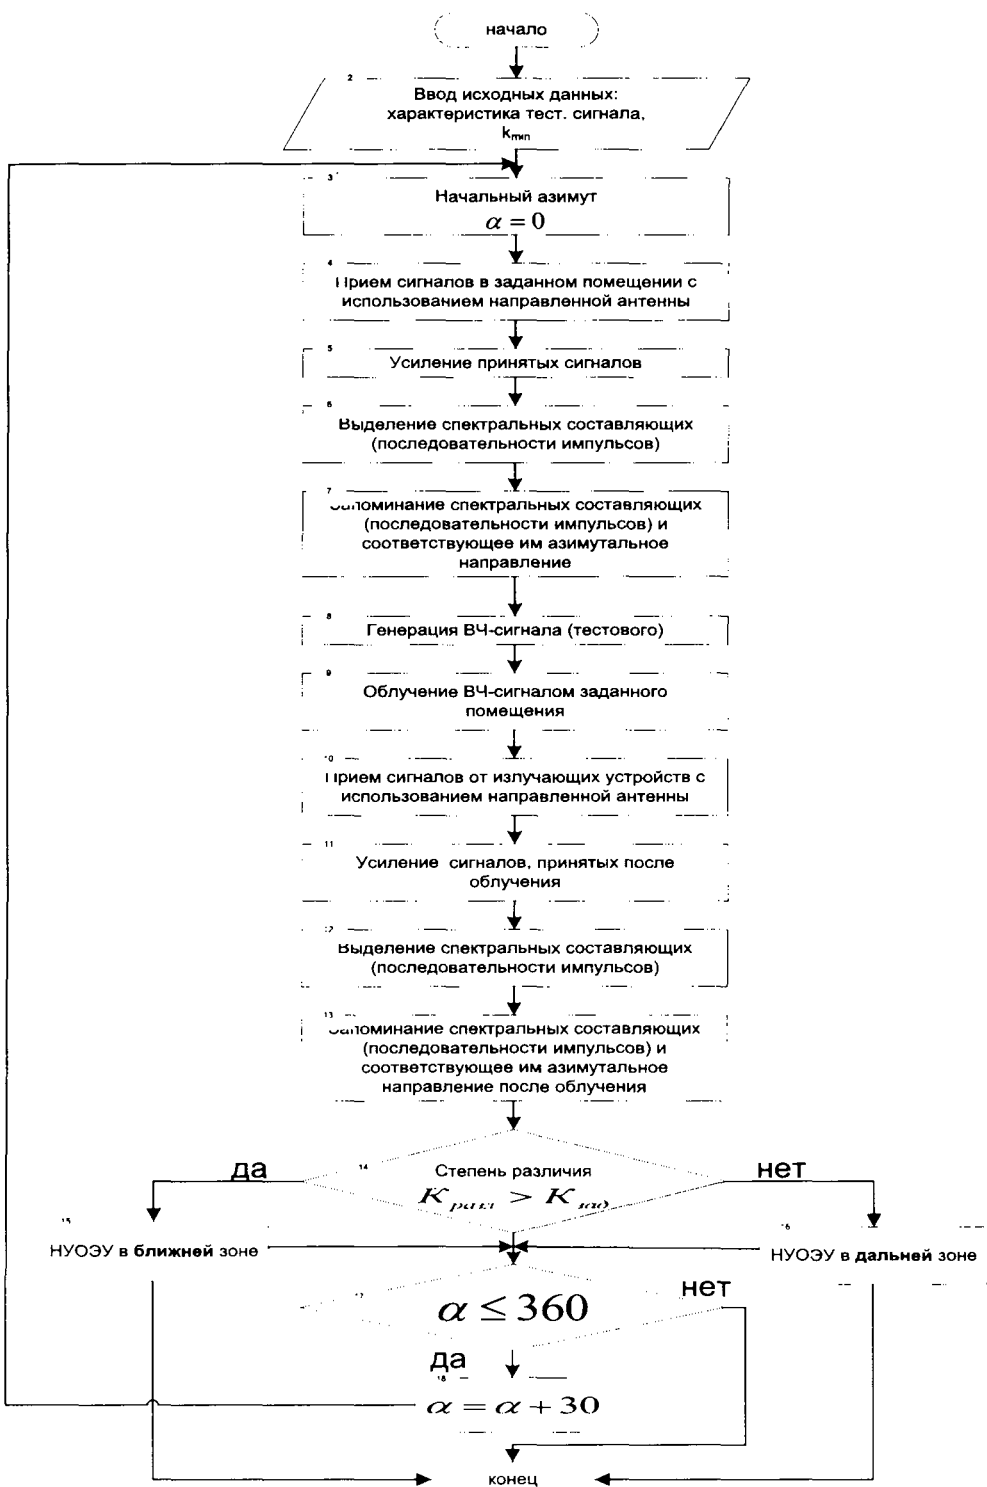 начало
2
Ввод исходных данных:
характеристика тест. сигнала,
kmin
3
Начальный азимут
α = 0
4
Прием сигналов в заданном помещении с
использованием направленной антенны
5
Усиление принятых сигналов
6
Выделение спектральных составляющих
(последовательности импульсов)
7
Запоминание спектральных составляющих
(последовательности импульсов) и
соответствующее им азимутальное
направление
8
Генерация ВЧ-сигнала (тестового)
9
Облучение ВЧ-сигналом заданного
помещения
10
Прием сигналов от излучающих устройств с
использованием направленной антенны
11
Усиление сигналов, принятых после
облучения
12
Выделение спектральных составляющих
(последовательности импульсов)
13
Запоминание спектральных составляющих
(последовательности импульсов) и
соответствующее им азимутальное
направление после облучения
да
14
Степень различия
нет
K разл > K зад
15
НУОЭУ в ближней зоне
16
НУОЭУ в дальней зоне
17
α ≤ 360
нет
да
18
α = α + 30
конец